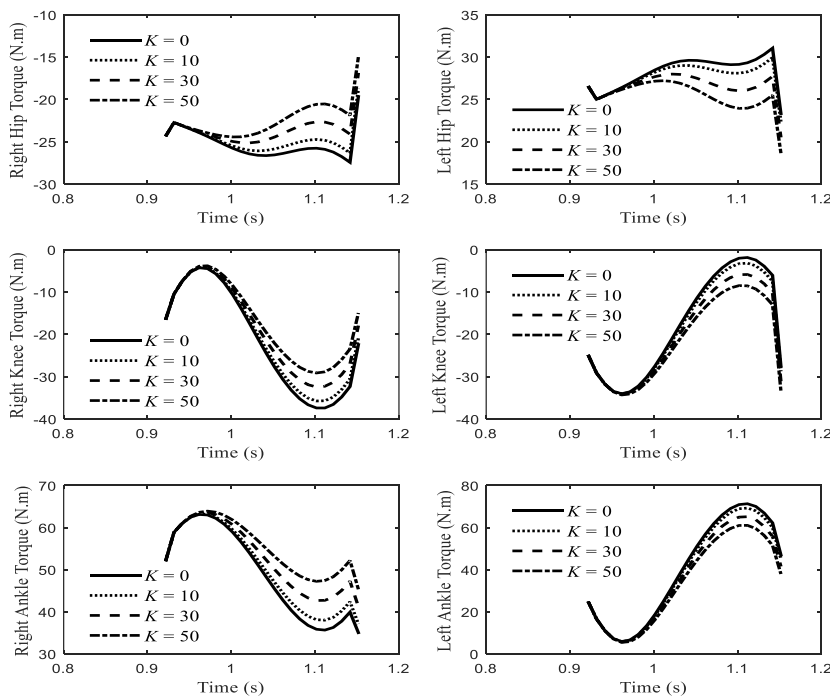 Right Hip Torque (N.m)
-10
-15
-20
-25
-30
K = 0
K = 10
K = 30
K = 50
0.8
0.9
1
1.1
1.2
Time (s)
Left Hip Torque (N.m)
35
30
25
20
15
K = 0
K = 10
K = 30
K = 50
0.8
0.9
1
1.1
1.2
Time (s)
Right Knee Torque (N.m)
0
-10
-20
-30
-40
K = 0
K = 10
K = 30
K = 50
0.8
0.9
1
1.1
1.2
Time (s)
Left Knee Torque (N.m)
0
-10
-20
-30
-40
K = 0
K = 10
K = 30
K = 50
0.8
0.9
1
1.1
1.2
Time (s)
Right Ankle Torque (N.m)
70
60
50
40
30
K = 0
K = 10
K = 30
K = 50
0.8
0.9
1
1.1
1.2
Time (s)
Left Ankle Torque (N.m)
80
60
40
20
0
K = 0
K = 10
K = 30
K = 50
0.8
0.9
1
1.1
1.2
Time (s)